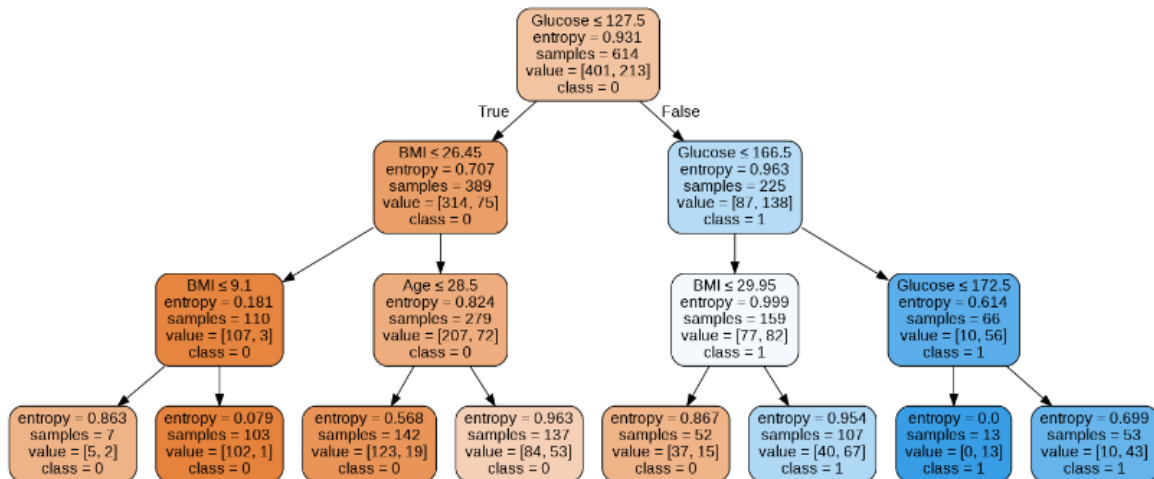 Glucose ≤ 127.5
entropy = 0.931
samples = 614
value = [401, 213]
class = 0
True
False
BMI ≤ 26.45
entropy = 0.707
samples = 389
value = [314, 75]
class = 0
Glucose ≤ 166.5
entropy = 0.963
samples = 225
value = [87, 138]
class = 1
BMI ≤ 9.1
entropy = 0.181
samples = 110
value = [107, 3]
class = 0
Age ≤ 28.5
entropy = 0.824
samples = 279
value = [207, 72]
class = 0
BMI ≤ 29.95
entropy = 0.999
samples = 159
value = [77, 82]
class = 1
Glucose ≤ 172.5
entropy = 0.614
samples = 66
value = [10, 56]
class = 1
entropy = 0.863
samples = 7
value = [5, 2]
class = 0
entropy = 0.079
samples = 103
value = [102, 1]
class = 0
entropy = 0.568
samples = 142
value = [123, 19]
class = 0
entropy = 0.963
samples = 137
value = [84, 53]
class = 0
entropy = 0.867
samples = 52
value = [37, 15]
class = 0
entropy = 0.954
samples = 107
value = [40, 67]
class = 1
entropy = 0.0
samples = 13
value = [0, 13]
class = 1
entropy = 0.699
samples = 53
value = [10, 43]
class = 1